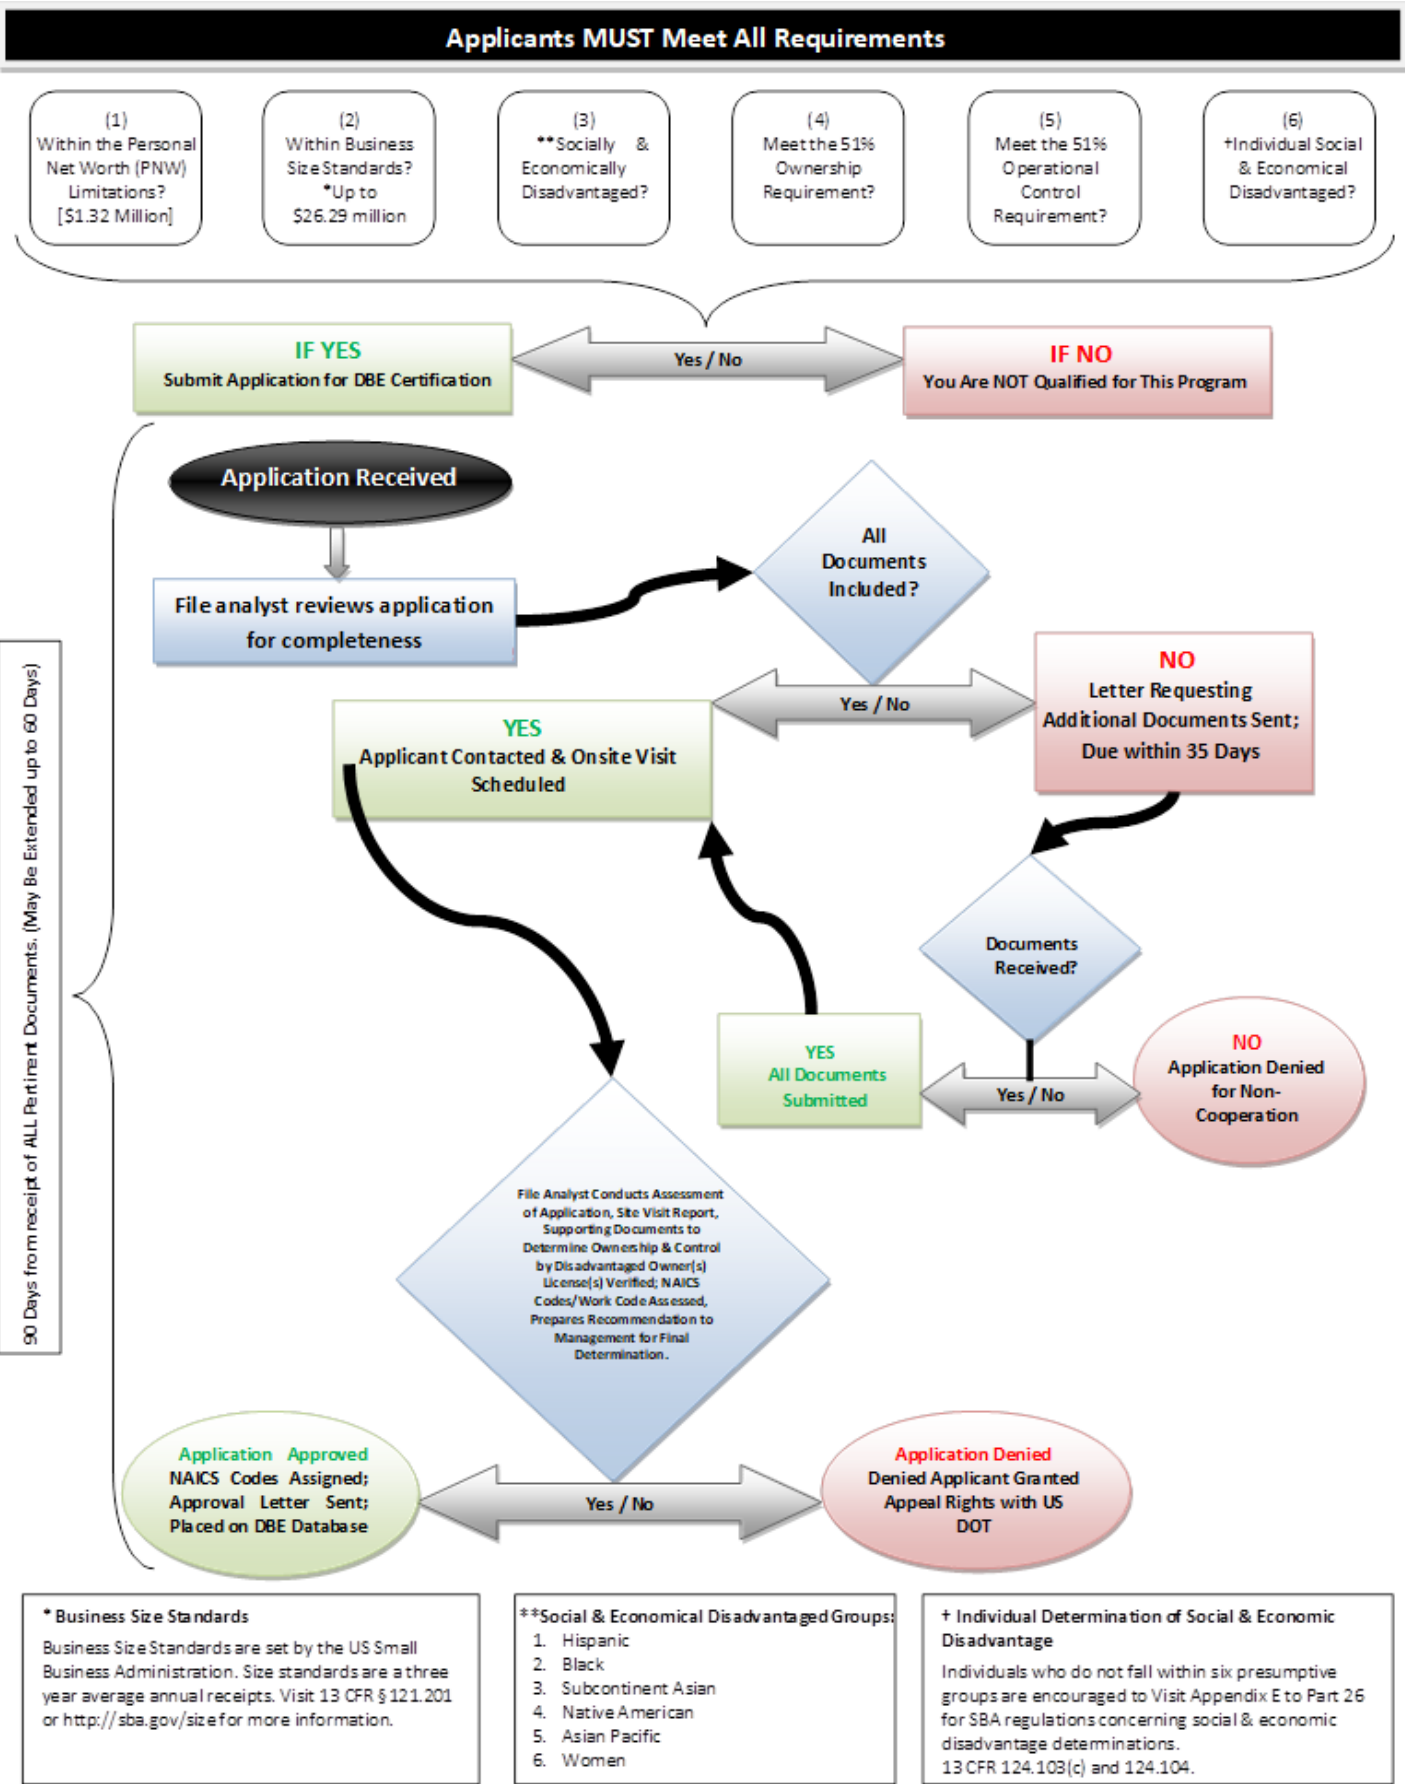 Applicants MUST Meet All Requirements
(1)
Within the Personal
Net Worth (PNW)
Limitations?
[$1.32 Million]
(2)
Within Business
Size Standards?
*Up to
$26.29 million
(3)
**Socially &
Economically
Disadvantaged?
(4)
Meet the 51%
Ownership
Requirement?
(5)
Meet the 51%
Operational
Control
Requirement?
(6)
†Individual Social
& Economical
Disadvantaged?
IF YES
Submit Application for DBE Certification
Yes / No
IF NO
You Are NOT Qualified for This Program
Application Received
File analyst reviews application
for completeness
All
Documents
Included?
Yes / No
NO
Letter Requesting
Additional Documents Sent;
Due within 35 Days
YES
Applicant Contacted & Onsite Visit
Scheduled
Documents
Received?
YES
All Documents
Submitted
Yes / No
NO
Application Denied
for Non-
Cooperation
90 Days from receipt of ALL Pertinent Documents. (May Be Extended up to 60 Days)
File Analyst Conducts Assessment
of Application, Site Visit Report,
Supporting Documents to
Determine Ownership & Control
by Disadvantaged Owner(s)
License(s) Verified; NAICS
Codes/Work Code Assessed,
Prepares Recommendation to
Management for Final
Determination.
Application Approved
NAICS Codes Assigned;
Approval Letter Sent;
Placed on DBE Database
Yes / No
Application Denied
Denied Applicant Granted
Appeal Rights with US
DOT
* Business Size Standards
Business Size Standards are set by the US Small
Business Administration. Size standards are a three
year average annual receipts. Visit 13 CFR §121.201
or http://sba.gov/size for more information.
**Social & Economical Disadvantaged Groups:
1. Hispanic
2. Black
3. Subcontinent Asian
4. Native American
5. Asian Pacific
6. Women
† Individual Determination of Social & Economic
Disadvantage
Individuals who do not fall within six presumptive
groups are encouraged to Visit Appendix E to Part 26
for SBA regulations concerning social & economic
disadvantage determinations.
13 CFR 124.103(c) and 124.104.